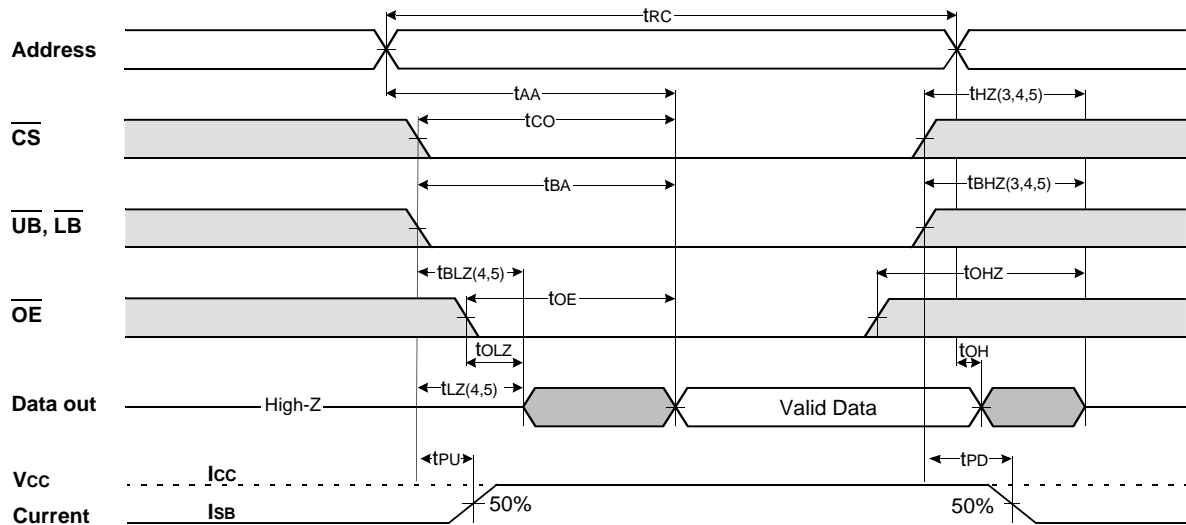 tRC
Address
tAA
tHZ(3,4,5)
CS
tCO
tBA
tBHZ(3,4,5)
UB, LB
tBLZ(4,5)
tOHZ
OE
tOE
tOLZ
tOH
tLZ(4,5)
Data out
High-Z
Valid Data
tPU
tPD
VCC
ICC
50%
50%
Current
ISB